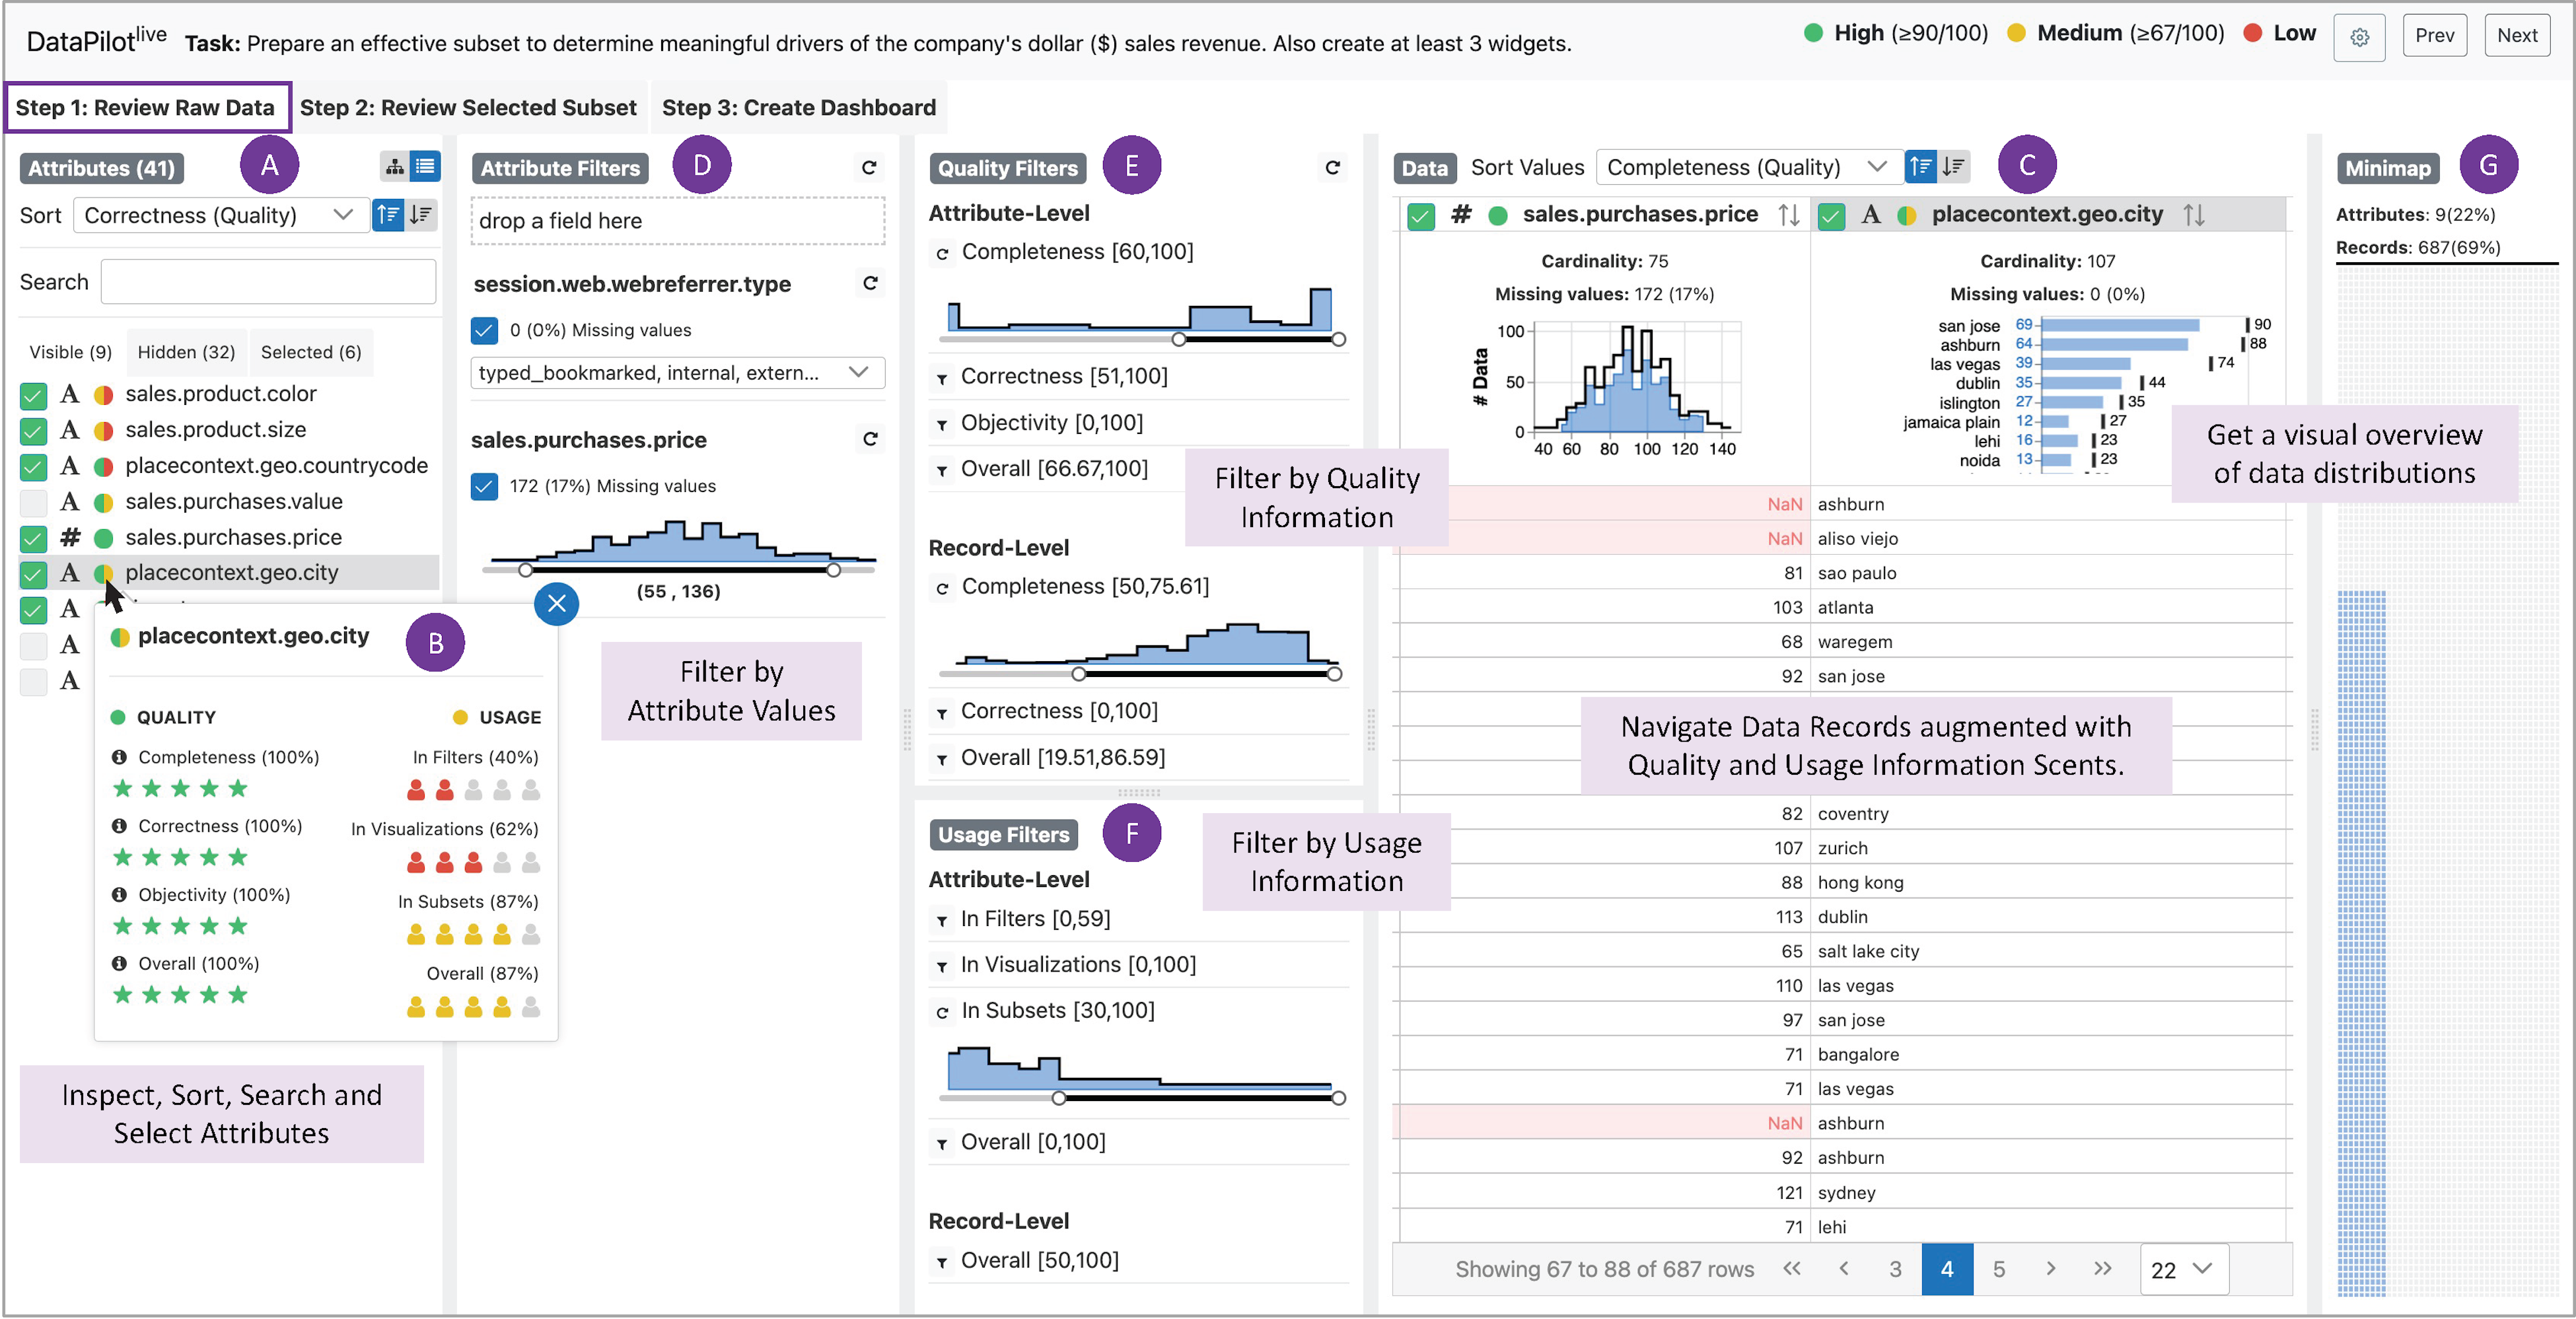 DataPilotlive Task: Prepare an effective subset to determine meaningful drivers of the company's dollar ($) sales revenue. Also create at least 3 widgets.
High (≥90/100) Medium (≥67/100) Low
Prev
Next
Step 1: Review Raw Data
Step 2: Review Selected Subset
Step 3: Create Dashboard
Attributes (41)
A
Sort Correctness (Quality)
Search
Visible (9) Hidden (32) Selected (6)
A sales.product.color
A sales.product.size
A placecontext.geo.countrycode
A sales.purchases.value
# sales.purchases.price
A placecontext.geo.city
A
A
A
placecontext.geo.city
B
QUALITY USAGE
Completeness (100%) In Filters (40%)
Correctness (100%) In Visualizations (62%)
Objectivity (100%) In Subsets (87%)
Overall (100%) Overall (87%)
Inspect, Sort, Search and
Select Attributes
Attribute Filters
D
drop a field here
session.web.webreferrer.type
0 (0%) Missing values
typed_bookmarked, internal, extern...
sales.purchases.price
172 (17%) Missing values
(55 , 136)
Filter by
Attribute Values
Quality Filters
E
Attribute-Level
Completeness [60,100]
Correctness [51,100]
Objectivity [0,100]
Overall [66.67,100]
Filter by Quality
Information
Record-Level
Completeness [50,75.61]
Correctness [0,100]
Overall [19.51,86.59]
Usage Filters
F
Filter by Usage
Information
Attribute-Level
In Filters [0,59]
In Visualizations [0,100]
In Subsets [30,100]
Overall [0,100]
Record-Level
Overall [50,100]
Data Sort Values Completeness (Quality)
C
# sales.purchases.price
A placecontext.geo.city
Cardinality: 75
Missing values: 172 (17%)
# Data
100
50
0
40 60 80 100 120 140
Cardinality: 107
Missing values: 0 (0%)
san jose 69 90
ashburn 64 88
las vegas 39 74
dublin 35 44
islington 27 35
jamaica plain 12 27
lehi 16 23
noida 13 23
NaN ashburn
NaN aliso viejo
81 sao paulo
103 atlanta
68 waregem
92 san jose
Navigate Data Records augmented with
Quality and Usage Information Scents.
82 coventry
107 zurich
88 hong kong
113 dublin
65 salt lake city
110 las vegas
97 san jose
71 bangalore
71 las vegas
NaN ashburn
92 ashburn
121 sydney
71 lehi
Showing 67 to 88 of 687 rows << < 3 4 5 > >> 22
Minimap
G
Attributes: 9(22%)
Records: 687(69%)
Get a visual overview
of data distributions